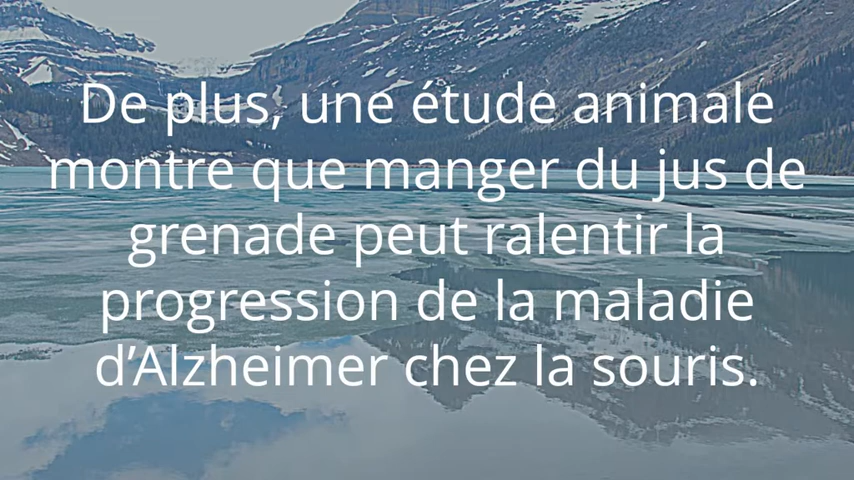 De plus, une étude animale
montre que manger du jus de
grenade peut ralentir la
progression de la maladie
d’Alzheimer chez la souris.